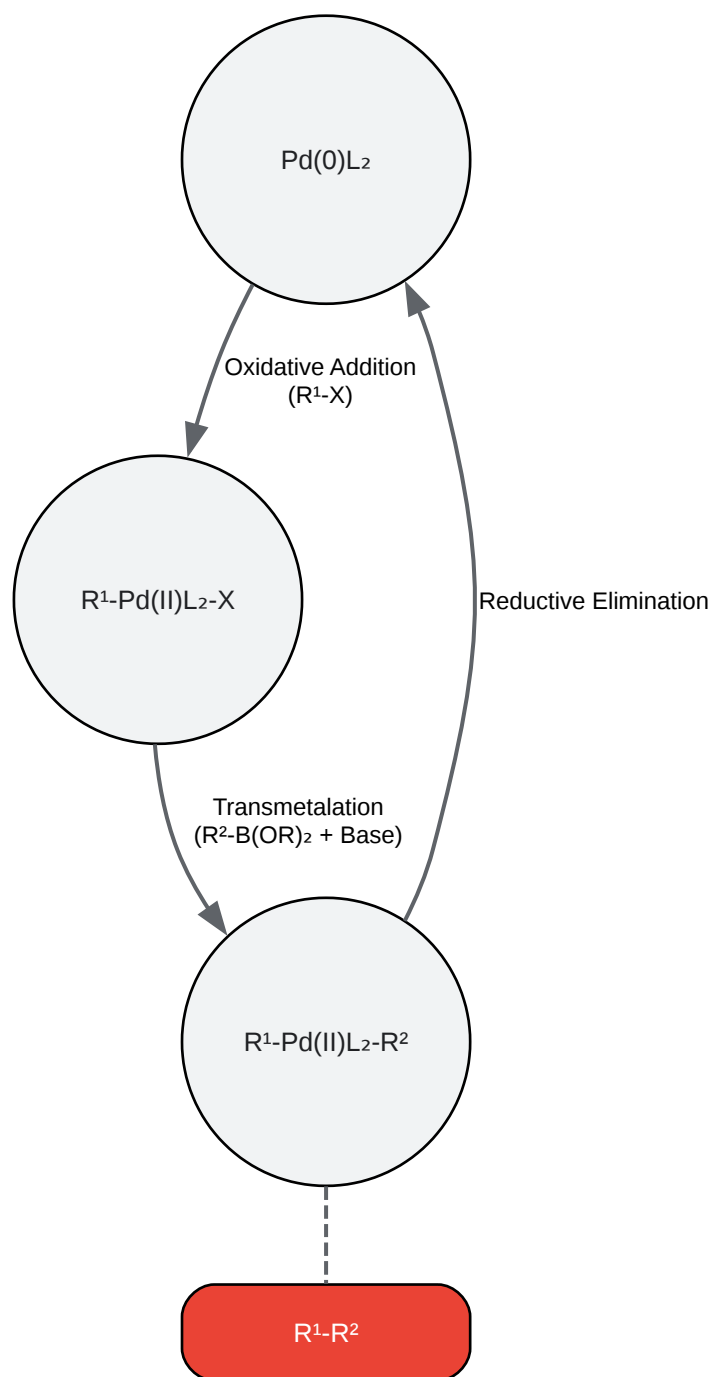 Pd(0)L₂
Oxidative Addition
(R¹-X)
R¹-Pd(II)L₂-X
Reductive Elimination
Transmetalation
(R²-B(OR)₂ + Base)
R¹-Pd(II)L₂-R²
R¹-R²